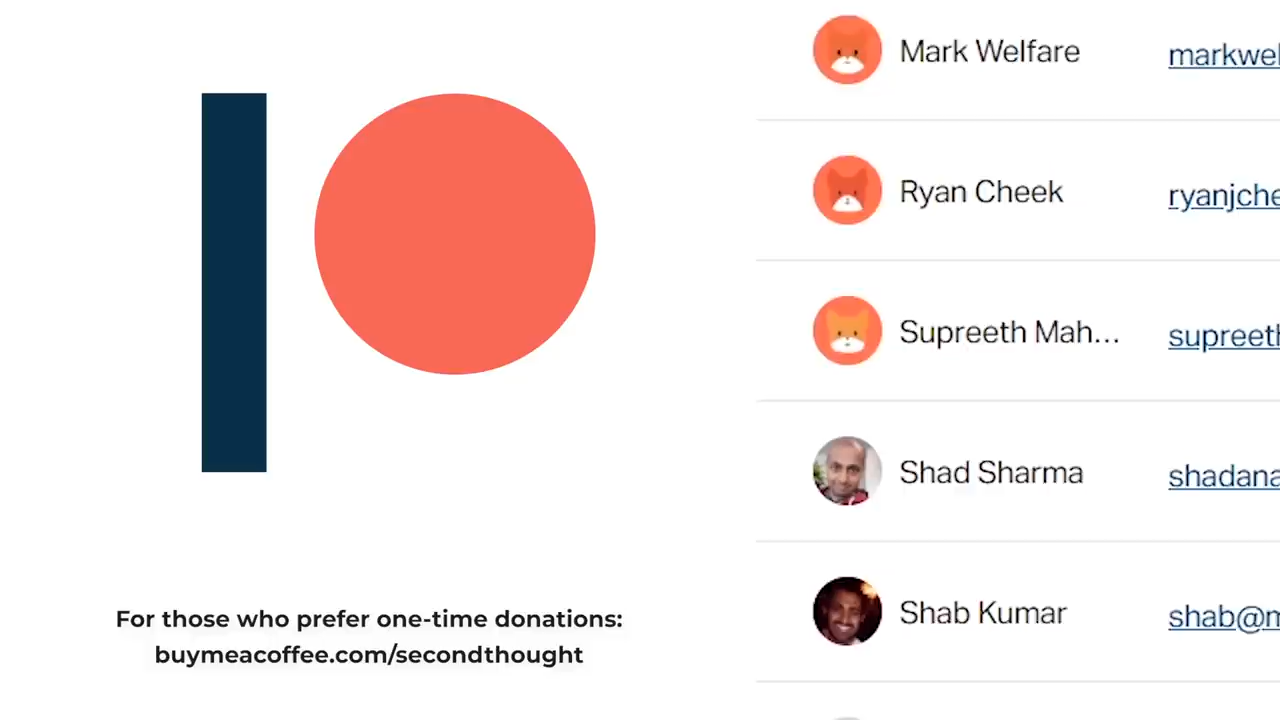 Mark Welfare markwel
Ryan Cheek ryanjche
Supreeth Mah... supreeth
Shad Sharma shadana
Shab Kumar shab@m
For those who prefer one-time donations:
buymeacoffee.com/secondthought